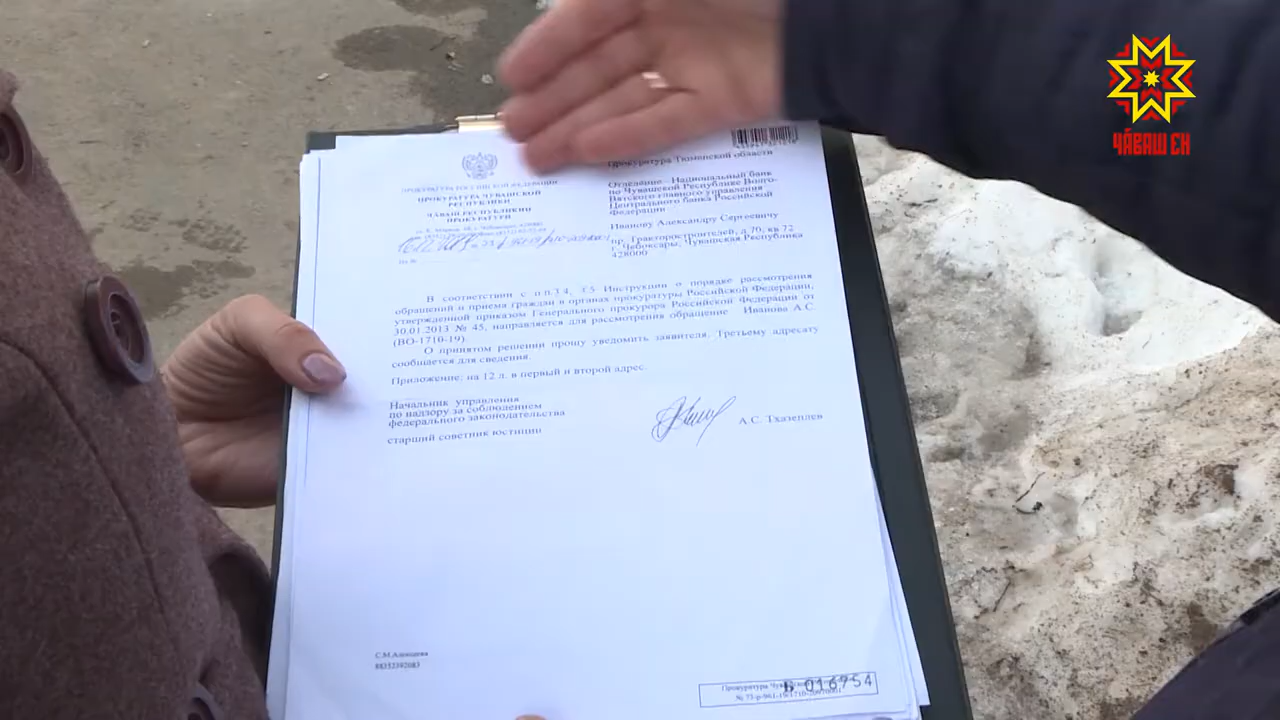 ЧӐВАШ ЕН
ПРОКУРАТУРА РОССИЙСКОЙ ФЕДЕРАЦИИ
ПРОКУРАТУРА ЧУВАШСКОЙ
РЕСПУБЛИКИ
ЧӐВАШ РЕСПУБЛИКИН
ПРОКУРАТУРИ
Прокуратура Тюменской области
Отделение – Национальный банк
по Чувашской Республике Волго-
Вятского главного управления
Центрального банка Российской
Федерации
Иванову Александру Сергеевичу
пр. Тракторостроителей, д.70, кв 72
г. Чебоксары, Чувашская Республика
428000
В соответствии с п.п.3.4, 3.5 Инструкции о порядке рассмотрения
обращений и приема граждан в органах прокуратуры Российской Федерации,
утвержденной приказом Генерального прокурора Российской Федерации от
30.01.2013 № 45, направляется для рассмотрения обращение Иванова А.С.
(ВО-1710-19)
О принятом решении прошу уведомить заявителя. Третьему адресату
сообщается для сведения.
Приложение: на 12 л. в первый и второй адрес.
Начальник управления
по надзору за соблюдением
федерального законодательства
старший советник юстиции
А.С. Тхазеплев
88352392083
Прокуратура
Б 016754